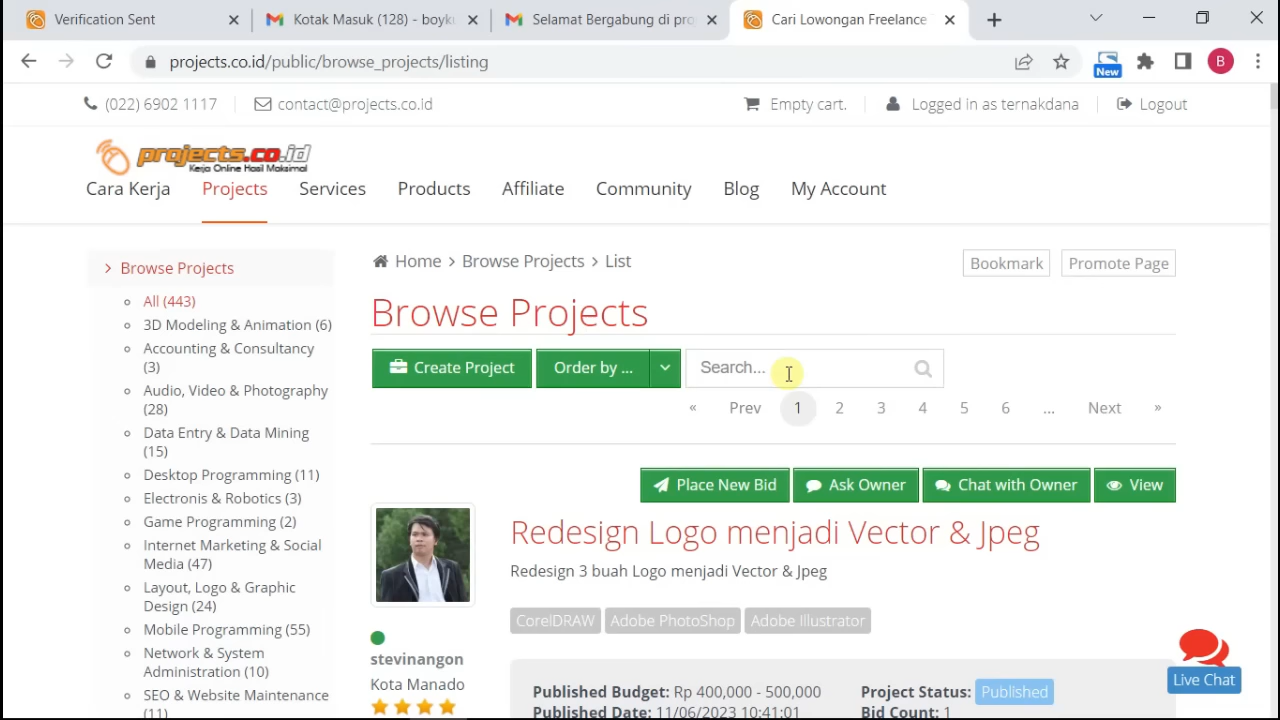 Verification Sent
Kotak Masuk (128) - boyku
Selamat Bergabung di pro
Cari Lowongan Freelance T
projects.co.id/public/browse_projects/listing
New
B
(022) 6902 1117
contact@projects.co.id
Empty cart.
Logged in as ternakdana
Logout
projects.co.id
Kerja Online Hasil Maksimal
Cara Kerja
Projects
Services
Products
Affiliate
Community
Blog
My Account
Browse Projects
All (443)
3D Modeling & Animation (6)
Accounting & Consultancy
(3)
Audio, Video & Photography
(28)
Data Entry & Data Mining
(15)
Desktop Programming (11)
Electronis & Robotics (3)
Game Programming (2)
Internet Marketing & Social
Media (47)
Layout, Logo & Graphic
Design (24)
Mobile Programming (55)
Network & System
Administration (10)
SEO & Website Maintenance
(11)
Home > Browse Projects > List
Bookmark
Promote Page
Browse Projects
Create Project
Order by ...
Search...
« Prev 1 2 3 4 5 6 ... Next »
Place New Bid
Ask Owner
Chat with Owner
View
Redesign Logo menjadi Vector & Jpeg
Redesign 3 buah Logo menjadi Vector & Jpeg
CorelDRAW
Adobe PhotoShop
Adobe Illustrator
stevinangon
Kota Manado
Published Budget: Rp 400,000 - 500,000
Published Date: 11/06/2023 10:41:01
Project Status: Published
Bid Count: 1
Live Chat